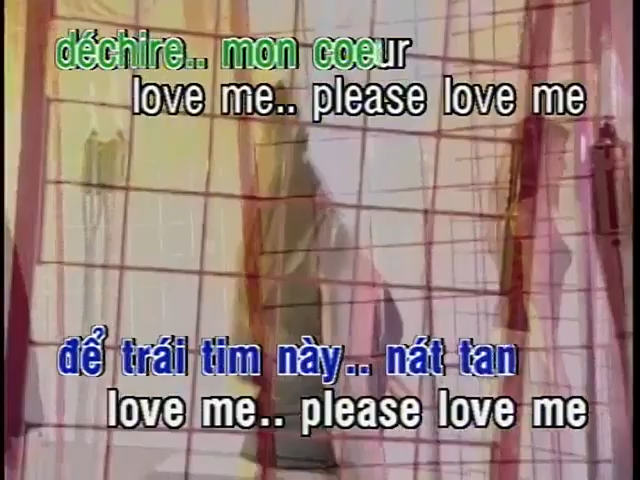 déchire.. mon coeur
love me.. please love me
để trái tim này.. nát tan
love me.. please love me